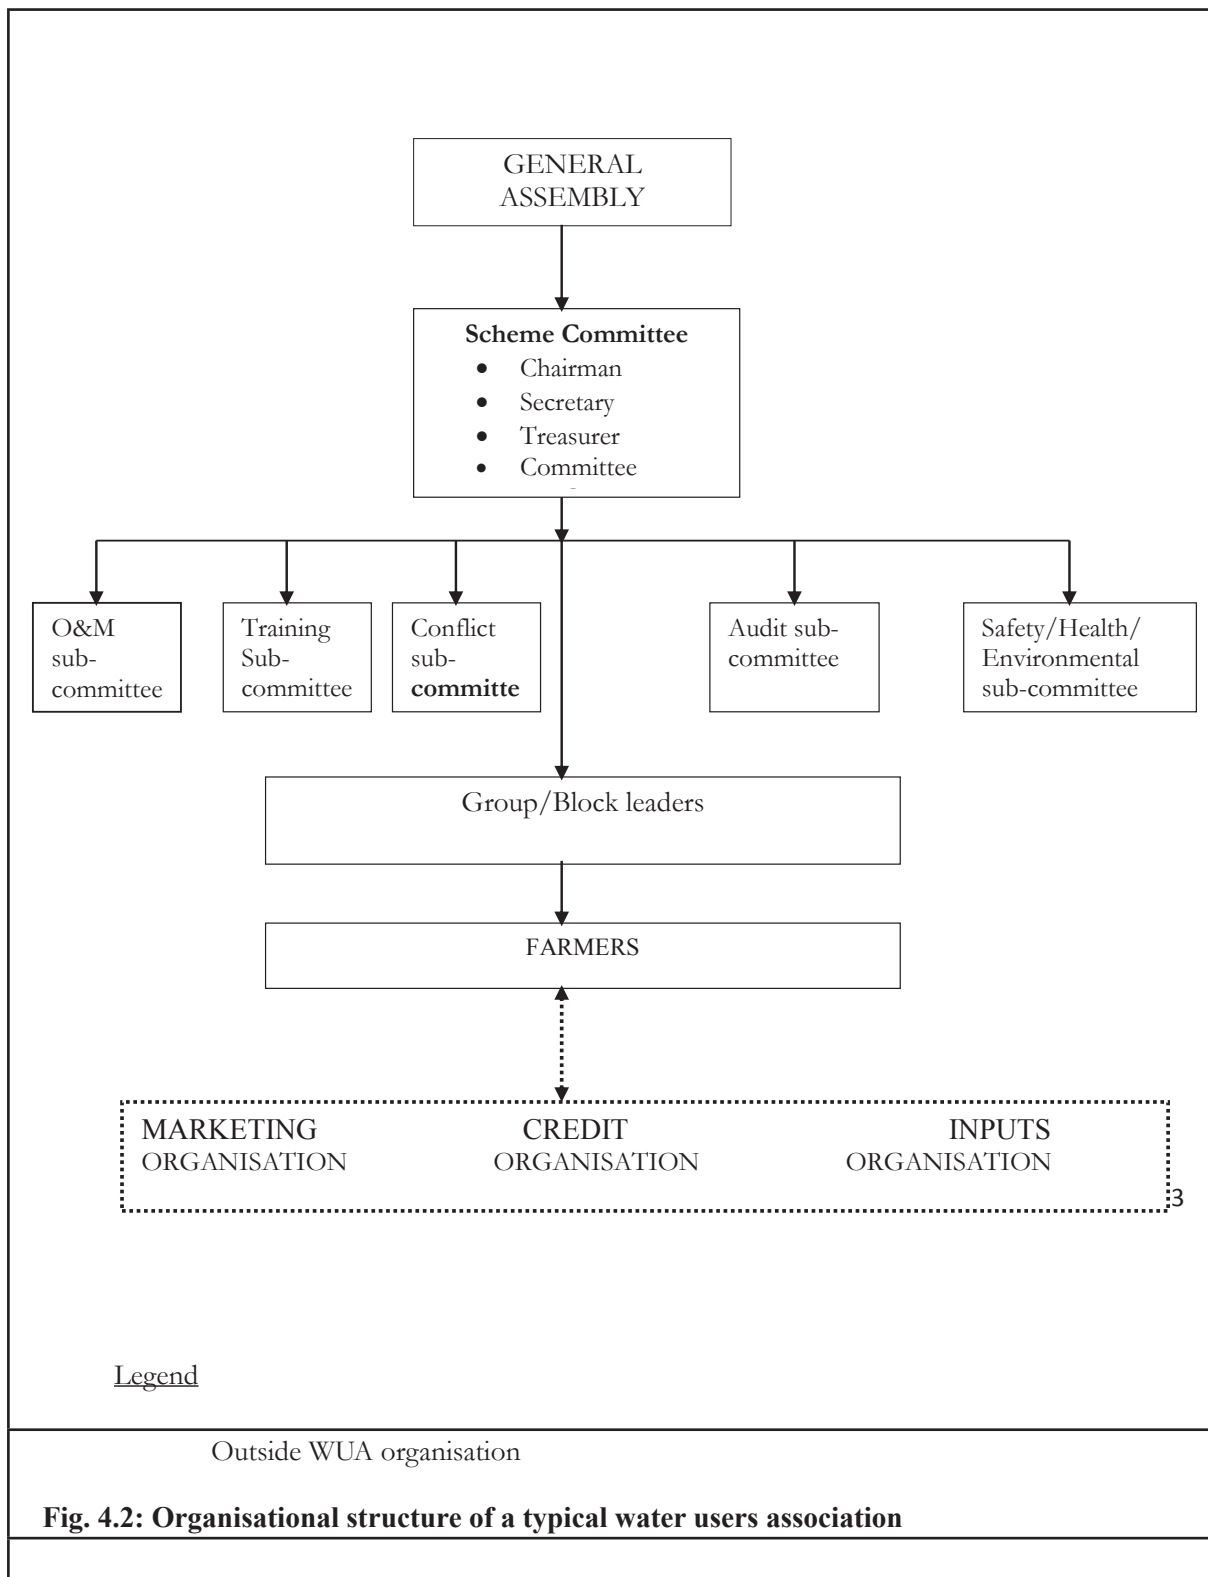 GENERAL
ASSEMBLY
Scheme Committee
• Chairman
• Secretary
• Treasurer
• Committee
O&M
sub-
committee
Training
Sub-
committee
Conflict
sub-
committe
Audit sub-
committee
Safety/Health/
Environmental
sub-committee
Group/Block leaders
FARMERS
MARKETING CREDIT INPUTS
ORGANISATION ORGANISATION ORGANISATION
3
Legend
Outside WUA organisation
Fig. 4.2: Organisational structure of a typical water users association